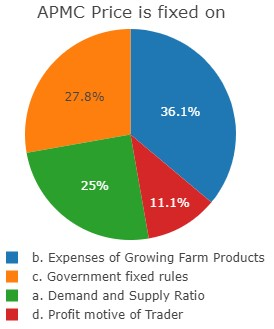 APMC Price is fixed on
27.8%
36.1%
25%
11.1%
b. Expenses of Growing Farm Products
c. Government fixed rules
a. Demand and Supply Ratio
d. Profit motive of Trader